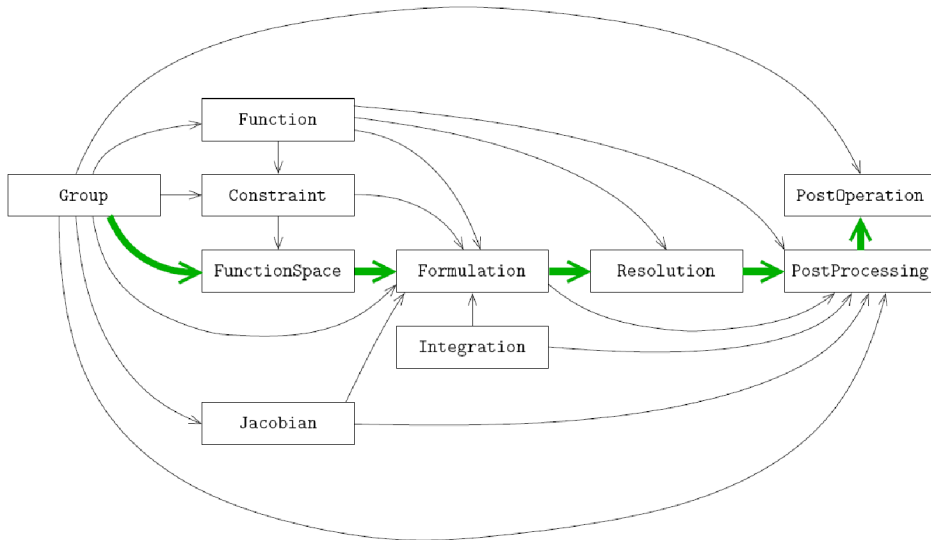 Function
Group
Constraint
PostOperation
FunctionSpace
Formulation
Resolution
PostProcessing
Integration
Jacobian